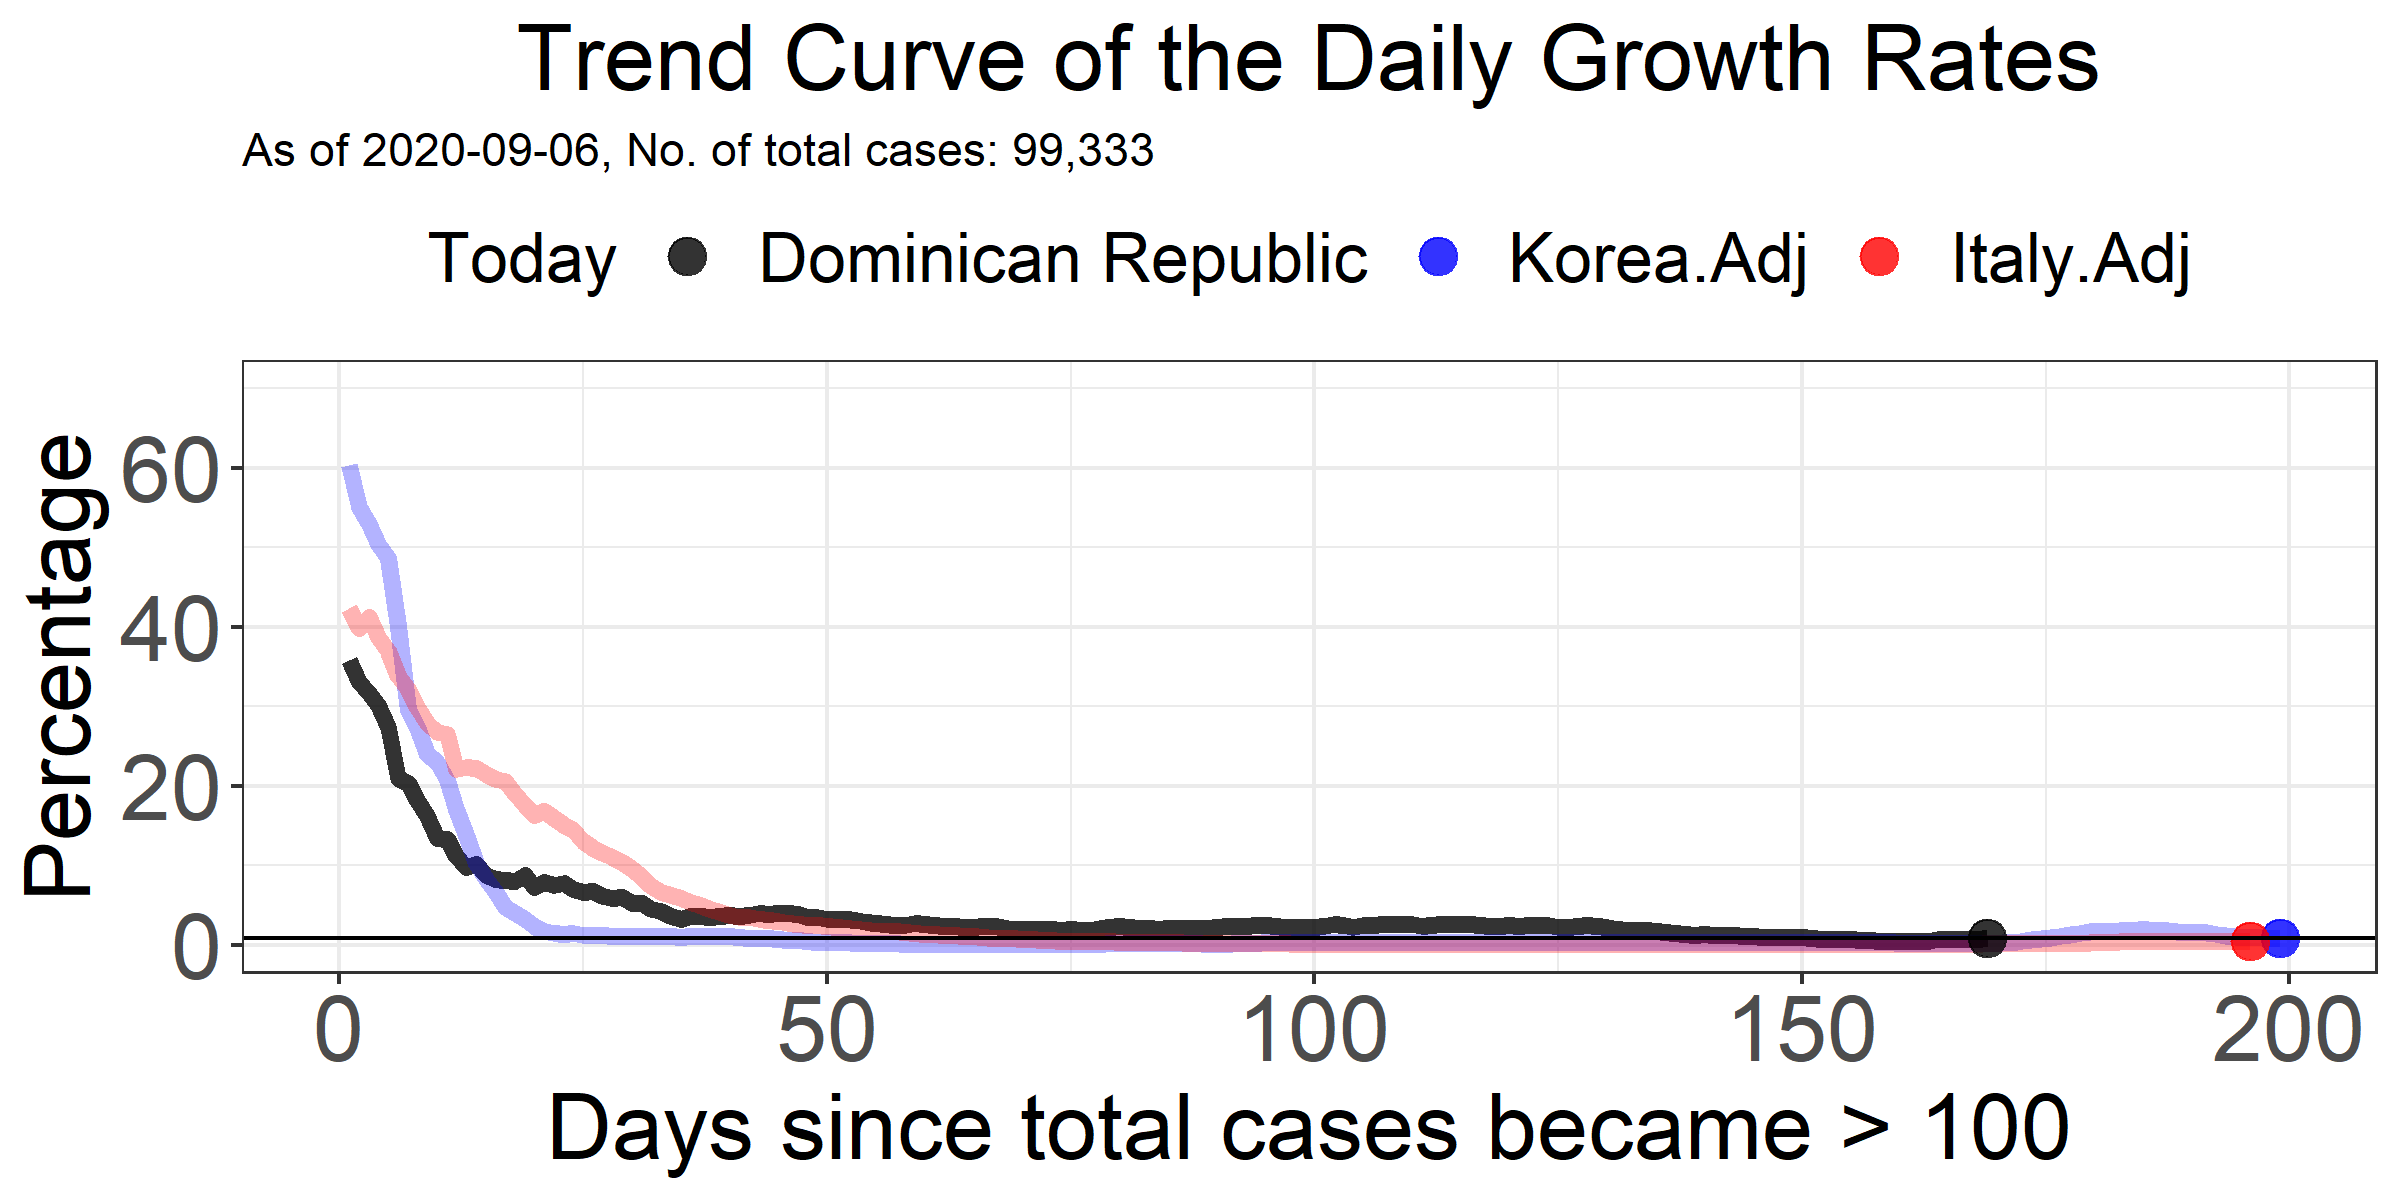 Trend Curve of the Daily Growth Rates
As of 2020-09-06, No. of total cases: 99,333
Today Dominican Republic Korea.Adj Italy.Adj
Percentage
60
40
20
0
0 50 100 150 200
Days since total cases became > 100